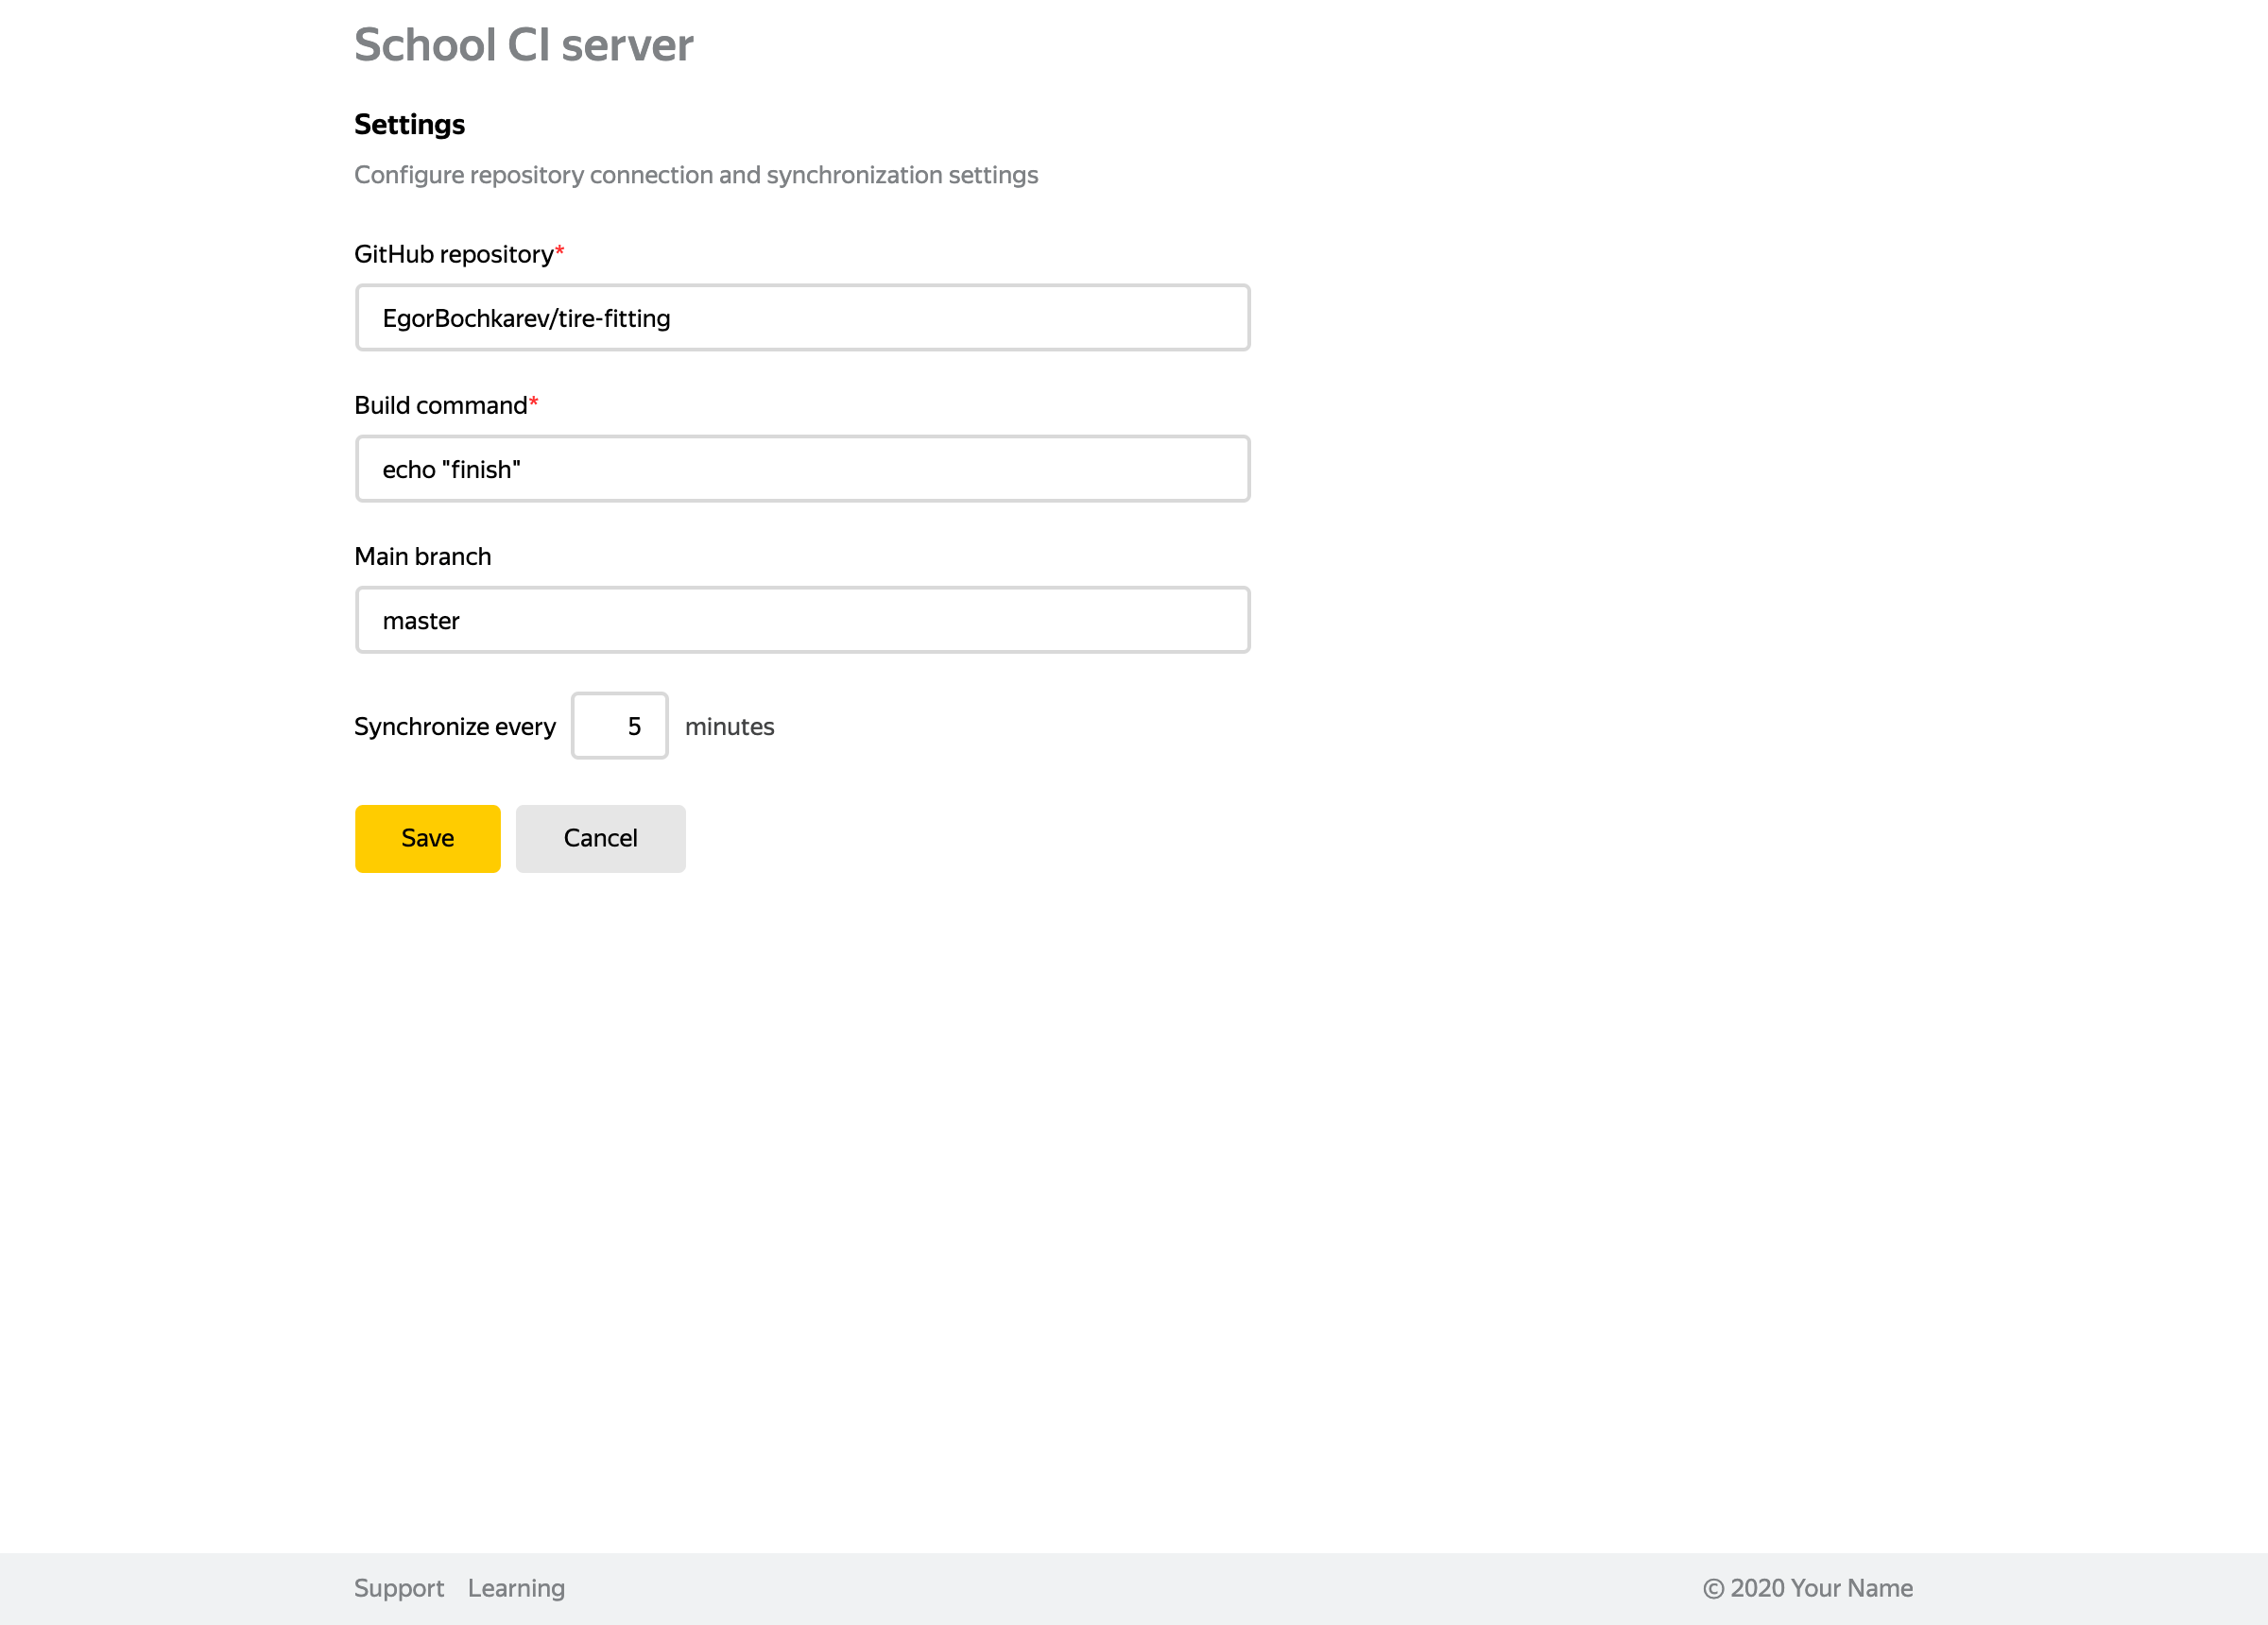 School CI server
Settings
Configure repository connection and synchronization settings
GitHub repository*
EgorBochkarev/tire-fitting
Build command*
echo "finish"
Main branch
master
Synchronize every 5 minutes
Save Cancel
Support Learning © 2020 Your Name